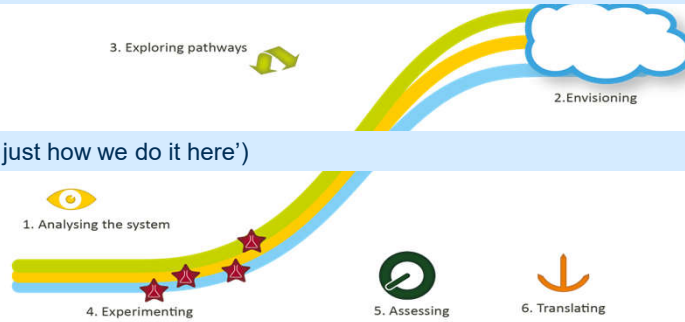 3. Exploring pathways
2.Envisioning
just how we do it here’)
1. Analysing the system
4. Experimenting
5. Assessing
6. Translating